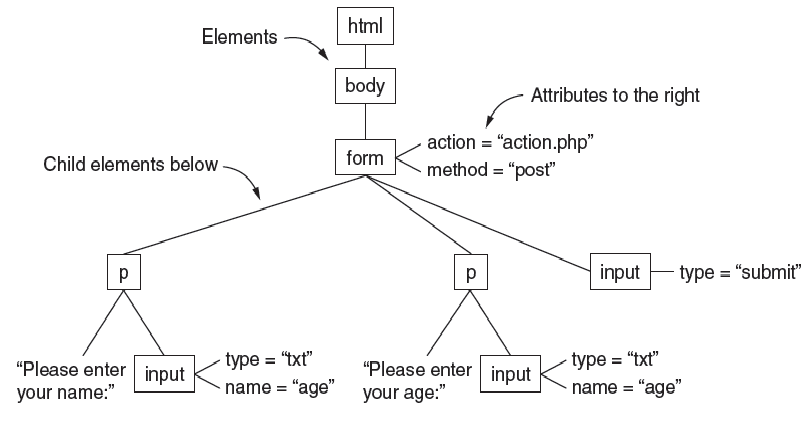 html
Elements
body
Attributes to the right
action = “action.php”
form
method = “post”
Child elements below
p
p
input
type = “submit”
“Please enter
your name:”
input
type = “txt”
name = “age”
“Please enter
your age:”
input
type = “txt”
name = “age”